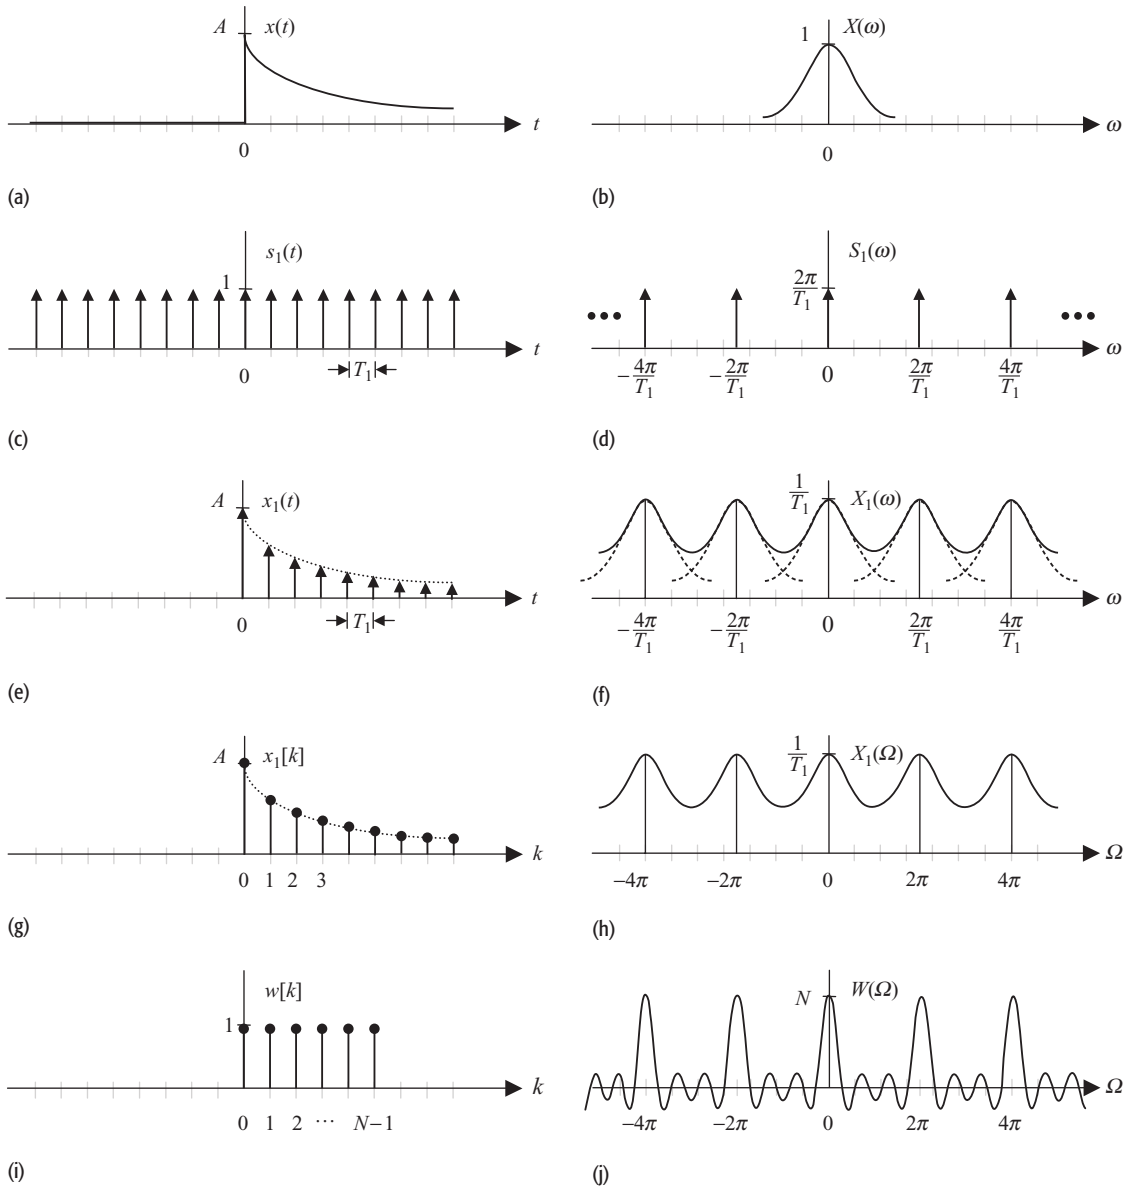 A x(t)
t
0
(a)
1 X(ω)
ω
0
(b)
s₁(t)
1
t
0 T₁
(c)
S₁(ω)
2π/T₁
••• •••
ω
−4π/T₁ −2π/T₁ 0 2π/T₁ 4π/T₁
(d)
A x₁(t)
t
0 T₁
(e)
1/T₁ X₁(ω)
ω
−4π/T₁ −2π/T₁ 0 2π/T₁ 4π/T₁
(f)
A x₁[k]
k
0 1 2 3
(g)
1/T₁ X₁(Ω)
Ω
−4π −2π 0 2π 4π
(h)
w[k]
1
k
0 1 2 ··· N−1
(i)
N W(Ω)
Ω
−4π −2π 0 2π 4π
(j)